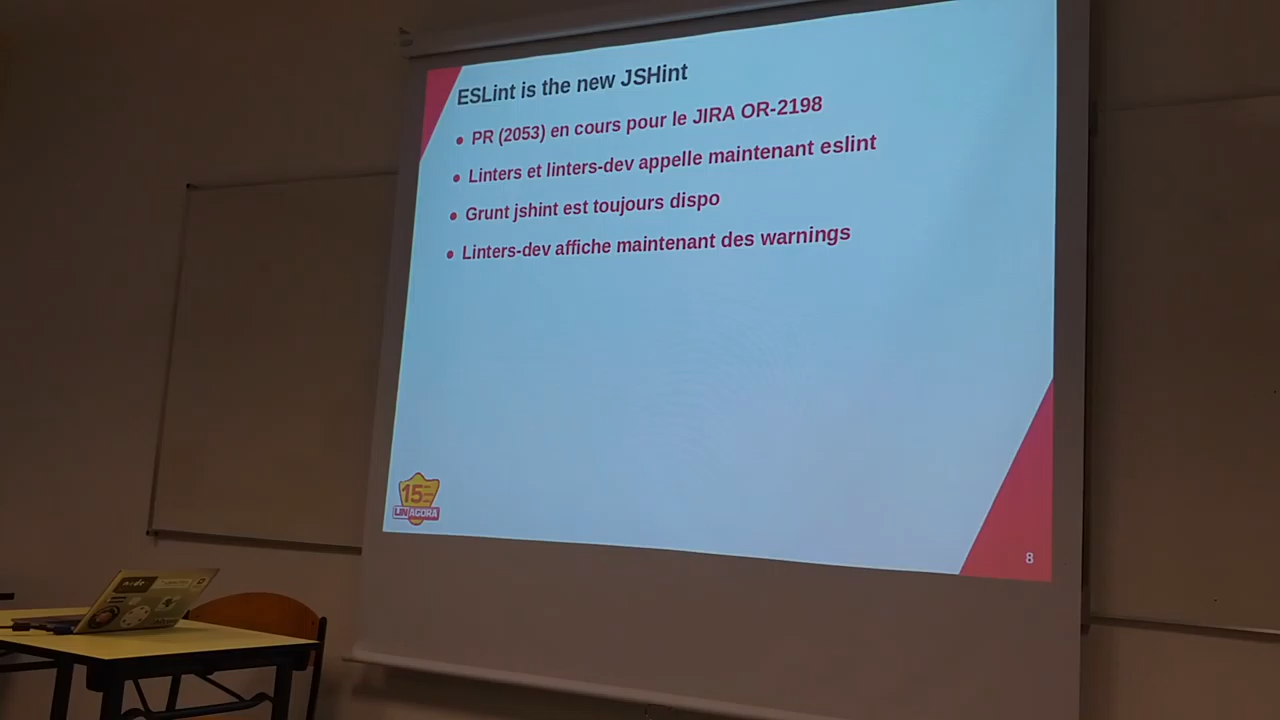 ESLint is the new JSHint
PR (2053) en cours pour le JIRA OR-2198
Linters et linters-dev appelle maintenant eslint
Grunt jshint est toujours dispo
Linters-dev affiche maintenant des warnings
15
LINAGORA
8